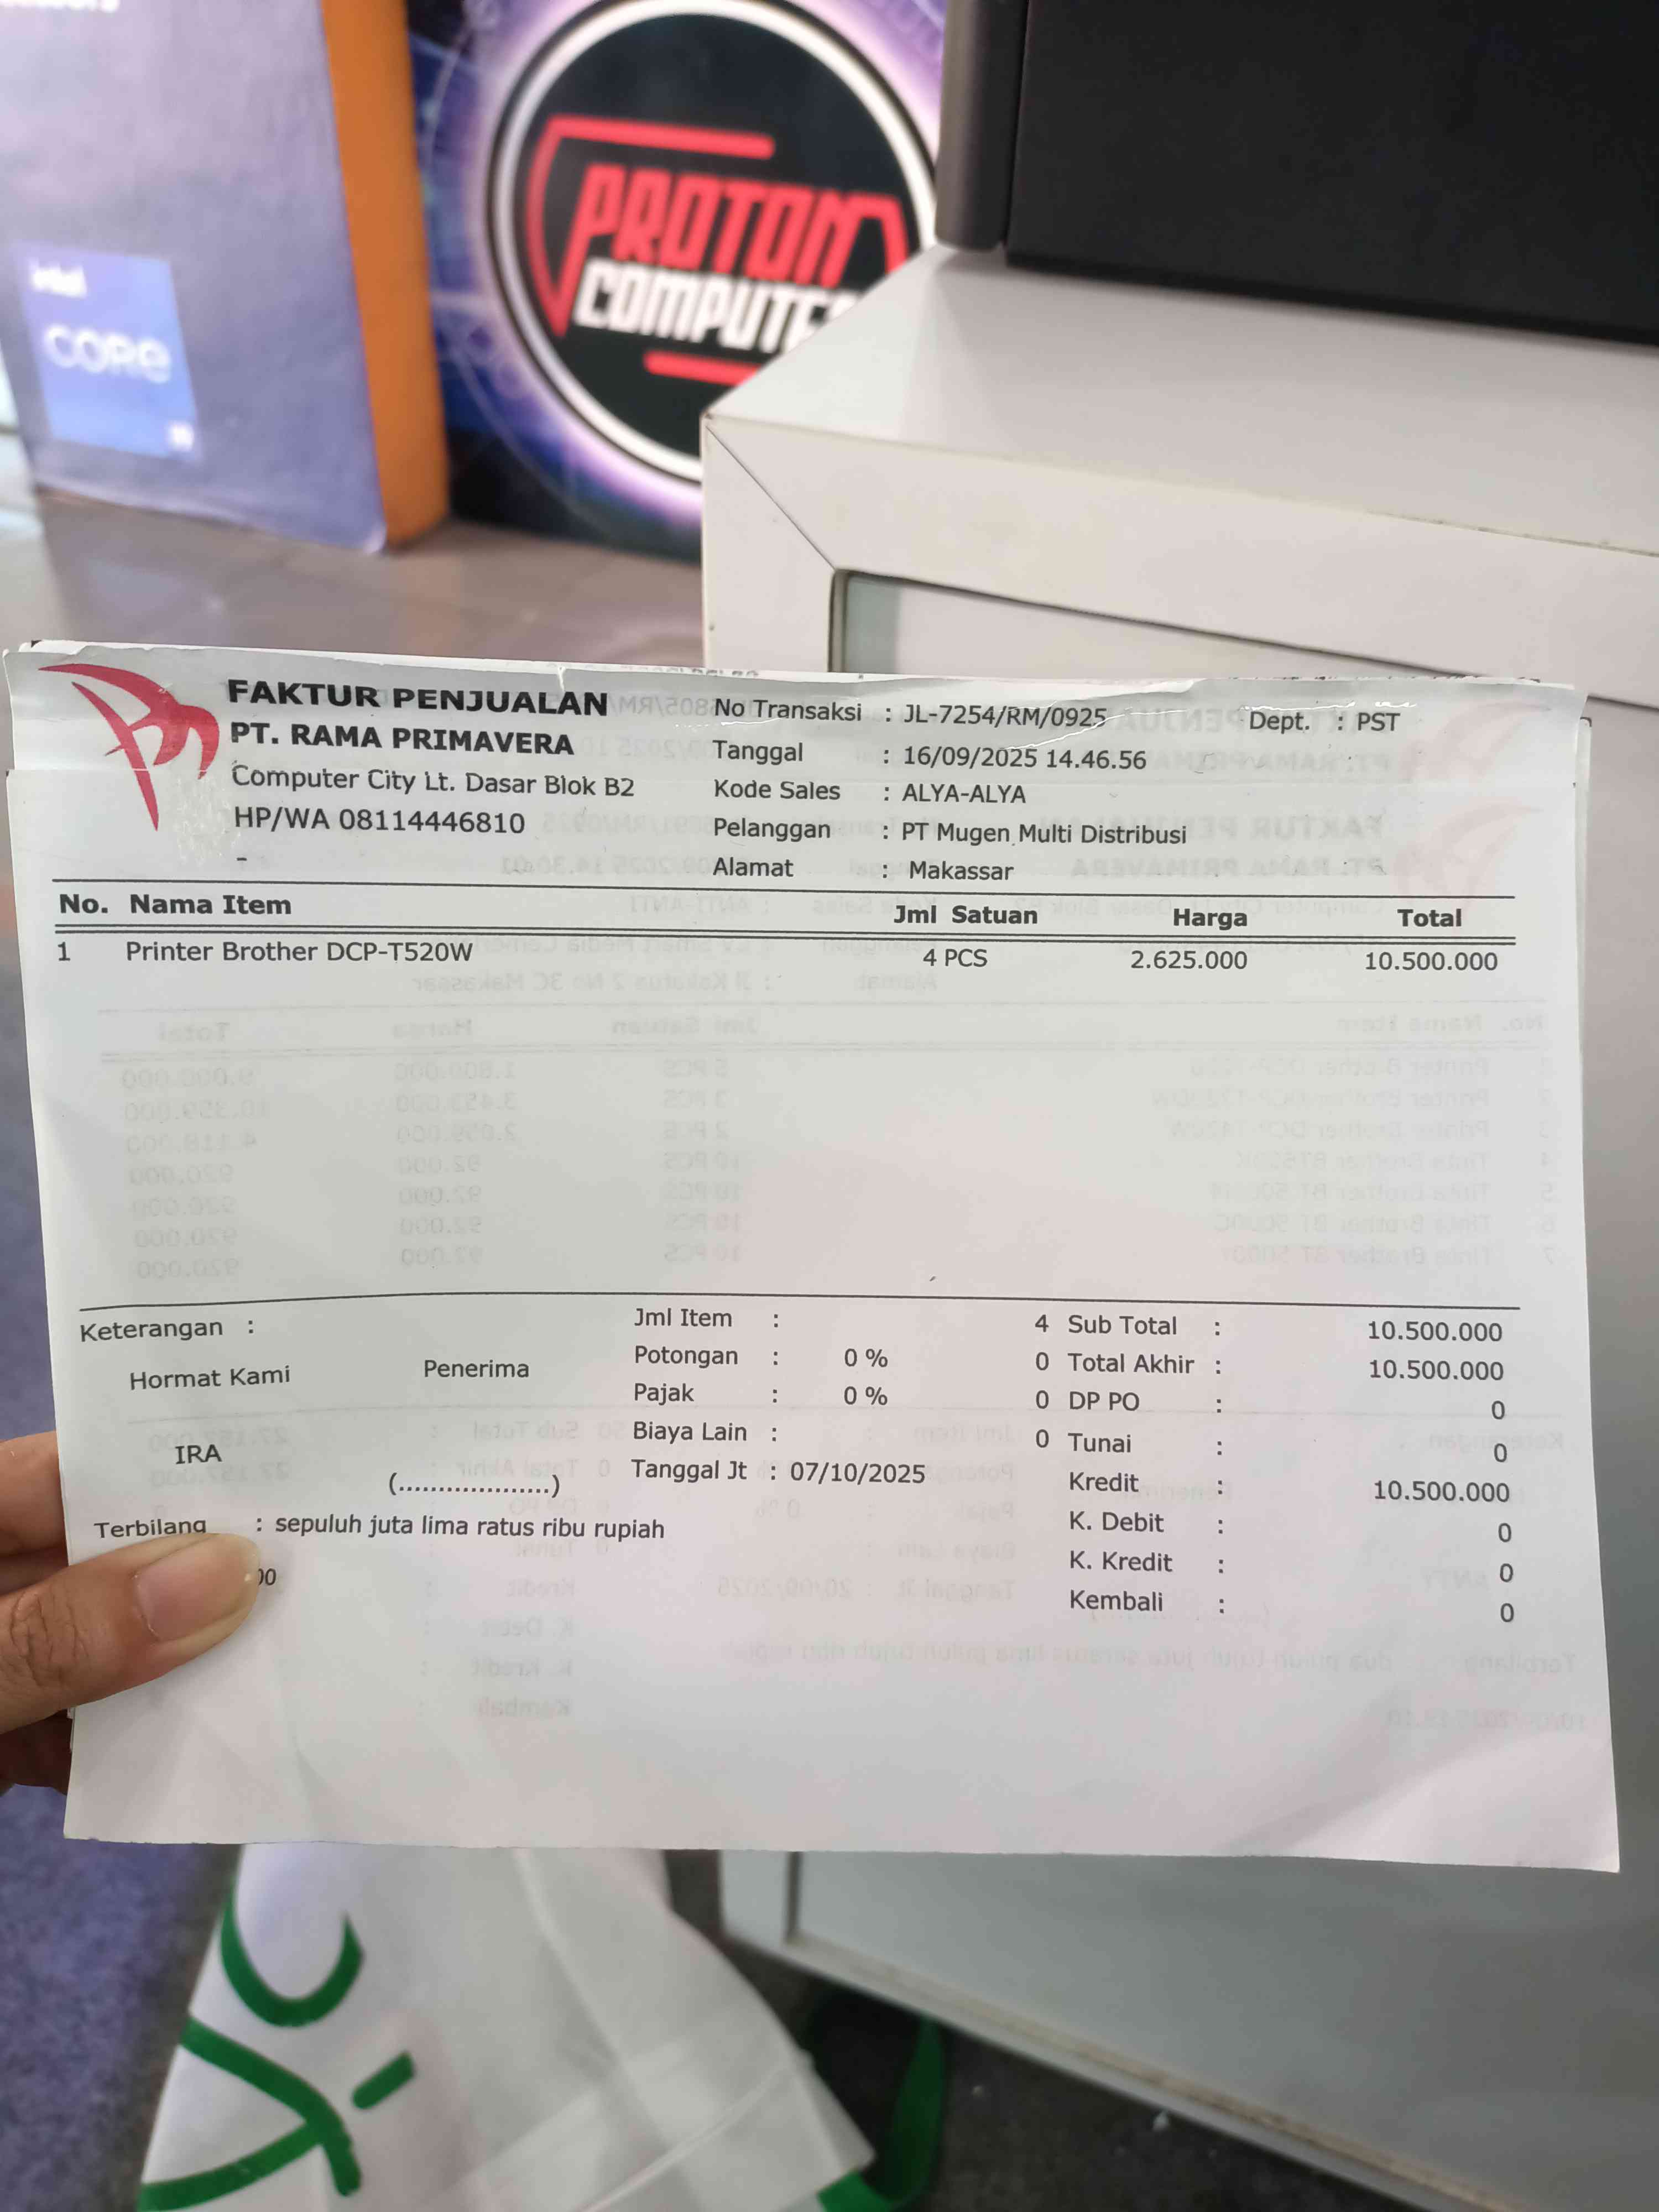 intel
CORE
PROTON
COMPUTE
FAKTUR PENJUALAN
PT. RAMA PRIMAVERA
Computer City Lt. Dasar Blok B2
HP/WA 08114446810
-
No Transaksi : JL-7254/RM/0925 Dept. : PST
Tanggal : 16/09/2025 14.46.56
Kode Sales : ALYA-ALYA
Pelanggan : PT Mugen Multi Distribusi
Alamat : Makassar
No. Nama Item Jml Satuan Harga Total
1 Printer Brother DCP-T520W 4 PCS 2.625.000 10.500.000
Keterangan :
Hormat Kami Penerima
IRA
(...................)
Jml Item : 4
Potongan : 0 % 0
Pajak : 0 % 0
Biaya Lain : 0
Tanggal Jt : 07/10/2025
Sub Total : 10.500.000
Total Akhir : 10.500.000
DP PO : 0
Tunai : 0
Kredit : 10.500.000
K. Debit : 0
K. Kredit : 0
Kembali : 0
Terbilang : sepuluh juta lima ratus ribu rupiah